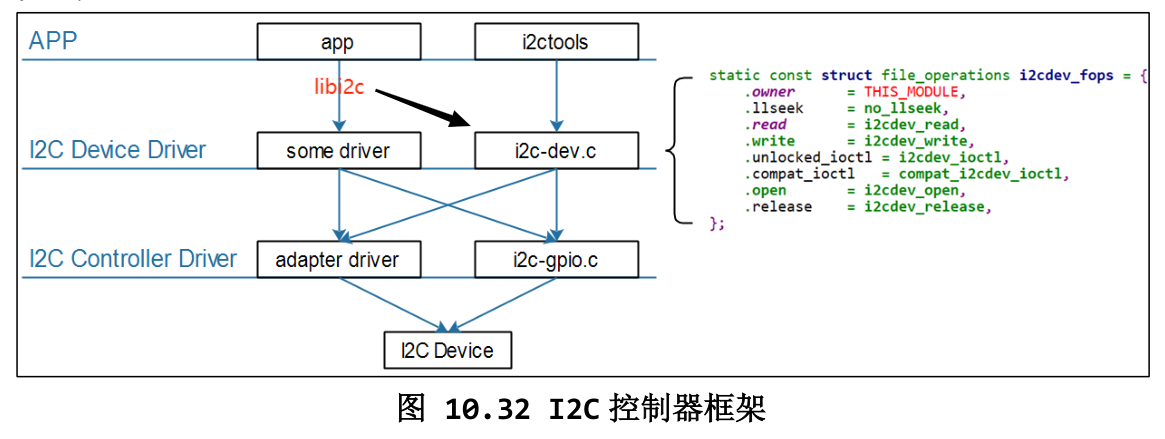 APP
app
i2ctools
libi2c
I2C Device Driver
some driver
i2c-dev.c
I2C Controller Driver
adapter driver
i2c-gpio.c
I2C Device
static const struct file_operations i2cdev_fops = {
.owner = THIS_MODULE,
.llseek = no_llseek,
.read = i2cdev_read,
.write = i2cdev_write,
.unlocked_ioctl = i2cdev_ioctl,
.compat_ioctl = compat_i2cdev_ioctl,
.open = i2cdev_open,
.release = i2cdev_release,
};
图 10.32 I2C 控制器框架